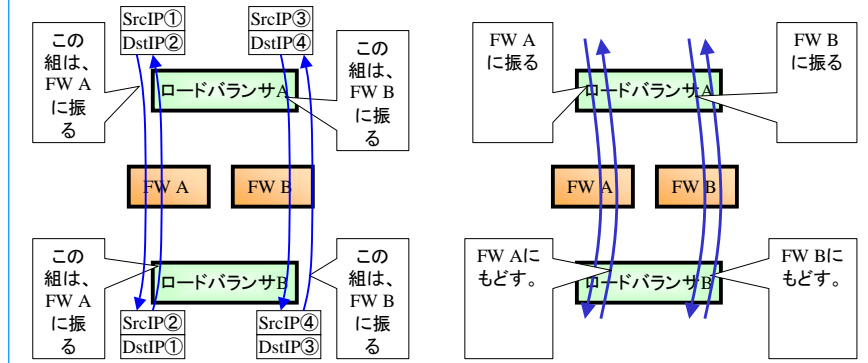 SrcIP①
DstIP②
SrcIP③
DstIP④
この
組は、
FW A
に振
る
この
組は、
FW B
に振
る
ロードバランサA
FW A
FW B
この
組は、
FW A
に振
る
この
組は、
FW B
に振
る
ロードバランサB
SrcIP②
DstIP①
SrcIP④
DstIP③
FW A
に振る
FW B
に振る
ロードバランサA
FW A
FW B
FW Aに
もどす。
FW Bに
もどす。
ロードバランサB